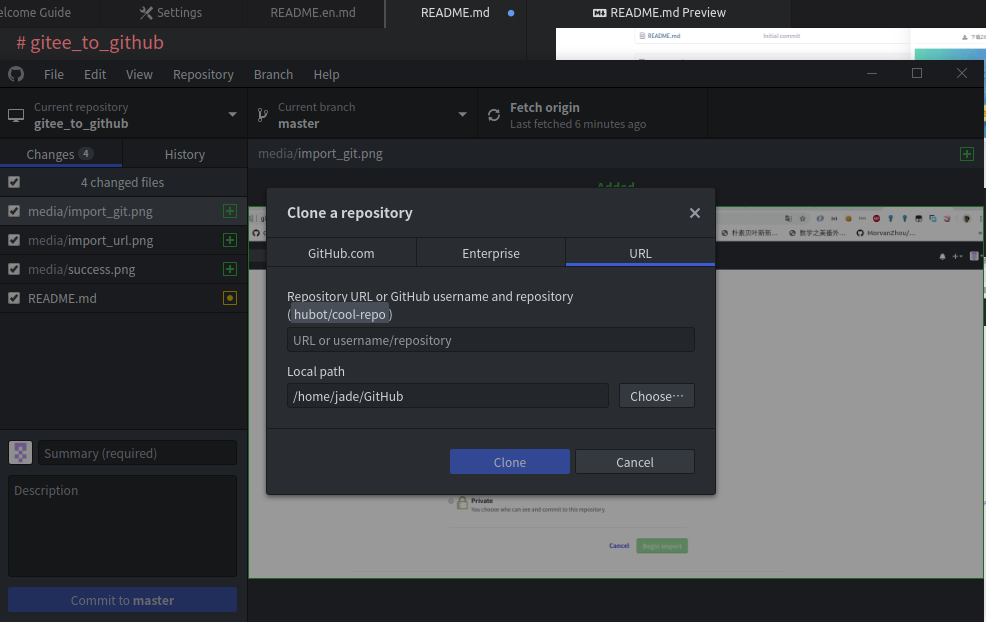 elcome Guide
Settings
README.en.md
README.md
README.md Preview
# gitee_to_github
README.md
Initial commit
File
Edit
View
Repository
Branch
Help
Current repository
gitee_to_github
Current branch
master
Fetch origin
Last fetched 6 minutes ago
Changes 4
History
media/import_git.png
4 changed files
Added
media/import_git.png
media/import_url.png
media/success.png
README.md
MorvanZhou/...
Clone a repository
GitHub.com
Enterprise
URL
Repository URL or GitHub username and repository
(hubot/cool-repo)
URL or username/repository
Local path
/home/jade/GitHub
Choose…
Clone
Cancel
Summary (required)
Description
Private
You choose who can see and commit to this repository.
Cancel
Begin import
Commit to master